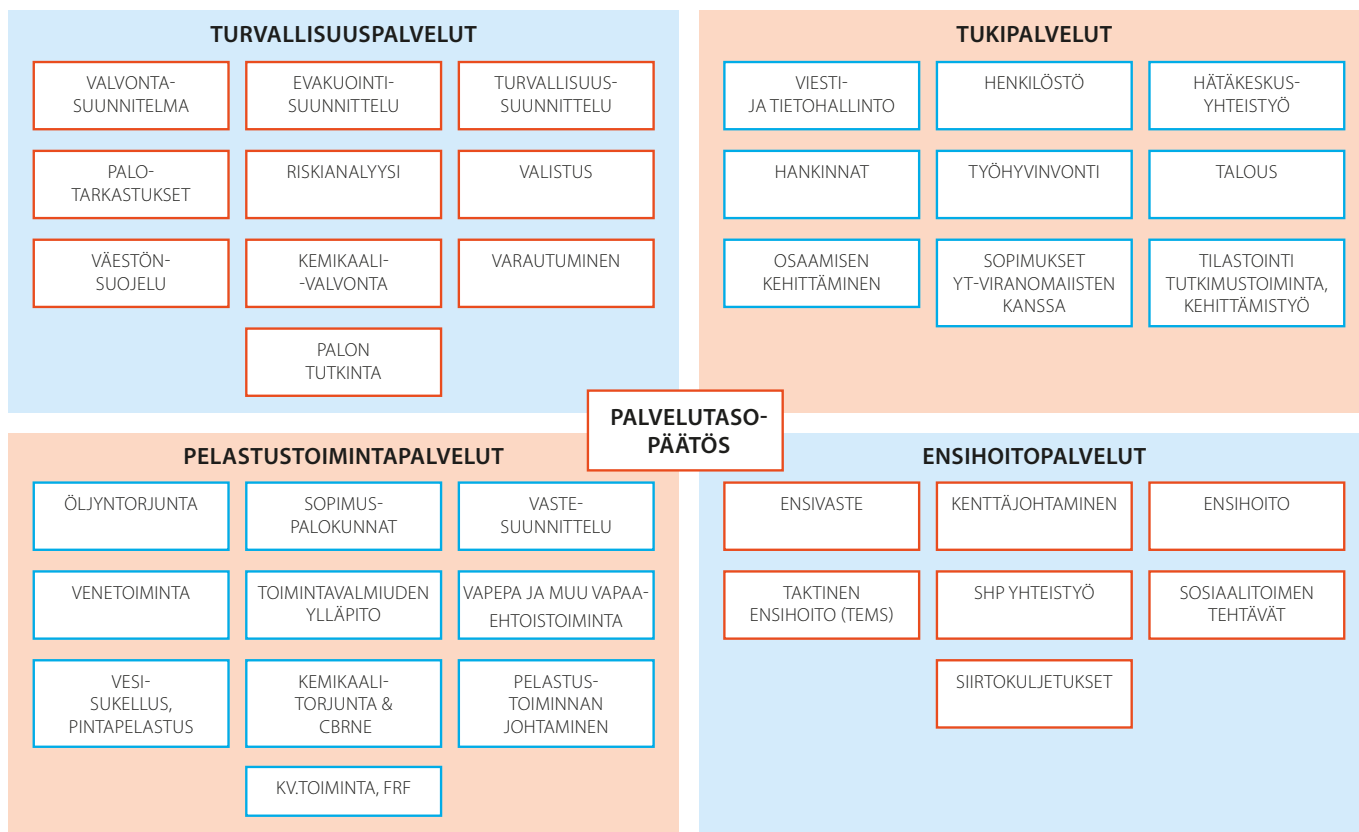 TURVALLISUUSPALVELUT
VALVONTA-
SUUNNITELMA
EVAKUOINTI-
SUUNNITTELU
TURVALLISUUS-
SUUNNITTELU
PALO-
TARKASTUKSET
RISKIANALYYSI
VALISTUS
VÄESTÖN-
SUOJELU
KEMIKAALI-
-VALVONTA
VARAUTUMINEN
PALON
TUTKINTA
TUKIPALVELUT
VIESTI-
JA TIETOHALLINTO
HENKILÖSTÖ
HÄTÄKESKUS-
YHTEISTYÖ
HANKINNAT
TYÖHYVINVONTI
TALOUS
OSAAMISEN
KEHITTÄMINEN
SOPIMUKSET
YT-VIRANOMAIISTEN
KANSSA
TILASTOINTI
TUTKIMUSTOIMINTA,
KEHITTÄMISTYÖ
PALVELUTASO-
PÄÄTÖS
PELASTUSTOIMINTAPALVELUT
ÖLJYNTORJUNTA
SOPIMUS-
PALOKUNNAT
VASTE-
SUUNNITTELU
VENETOIMINTA
TOIMINTAVALMIUDEN
YLLÄPITO
VAPEPA JA MUU VAPAA-
EHTOISTOIMINTA
VESI-
SUKELLUS,
PINTAPELASTUS
KEMIKAALI-
TORJUNTA &
CBRNE
PELASTUS-
TOIMINNAN
JOHTAMINEN
KV.TOIMINTA, FRF
ENSIHOITOPALVELUT
ENSIVASTE
KENTTÄJOHTAMINEN
ENSIHOITO
TAKTINEN
ENSIHOITO (TEMS)
SHP YHTEISTYÖ
SOSIAALITOIMEN
TEHTÄVÄT
SIIRTOKULJETUKSET